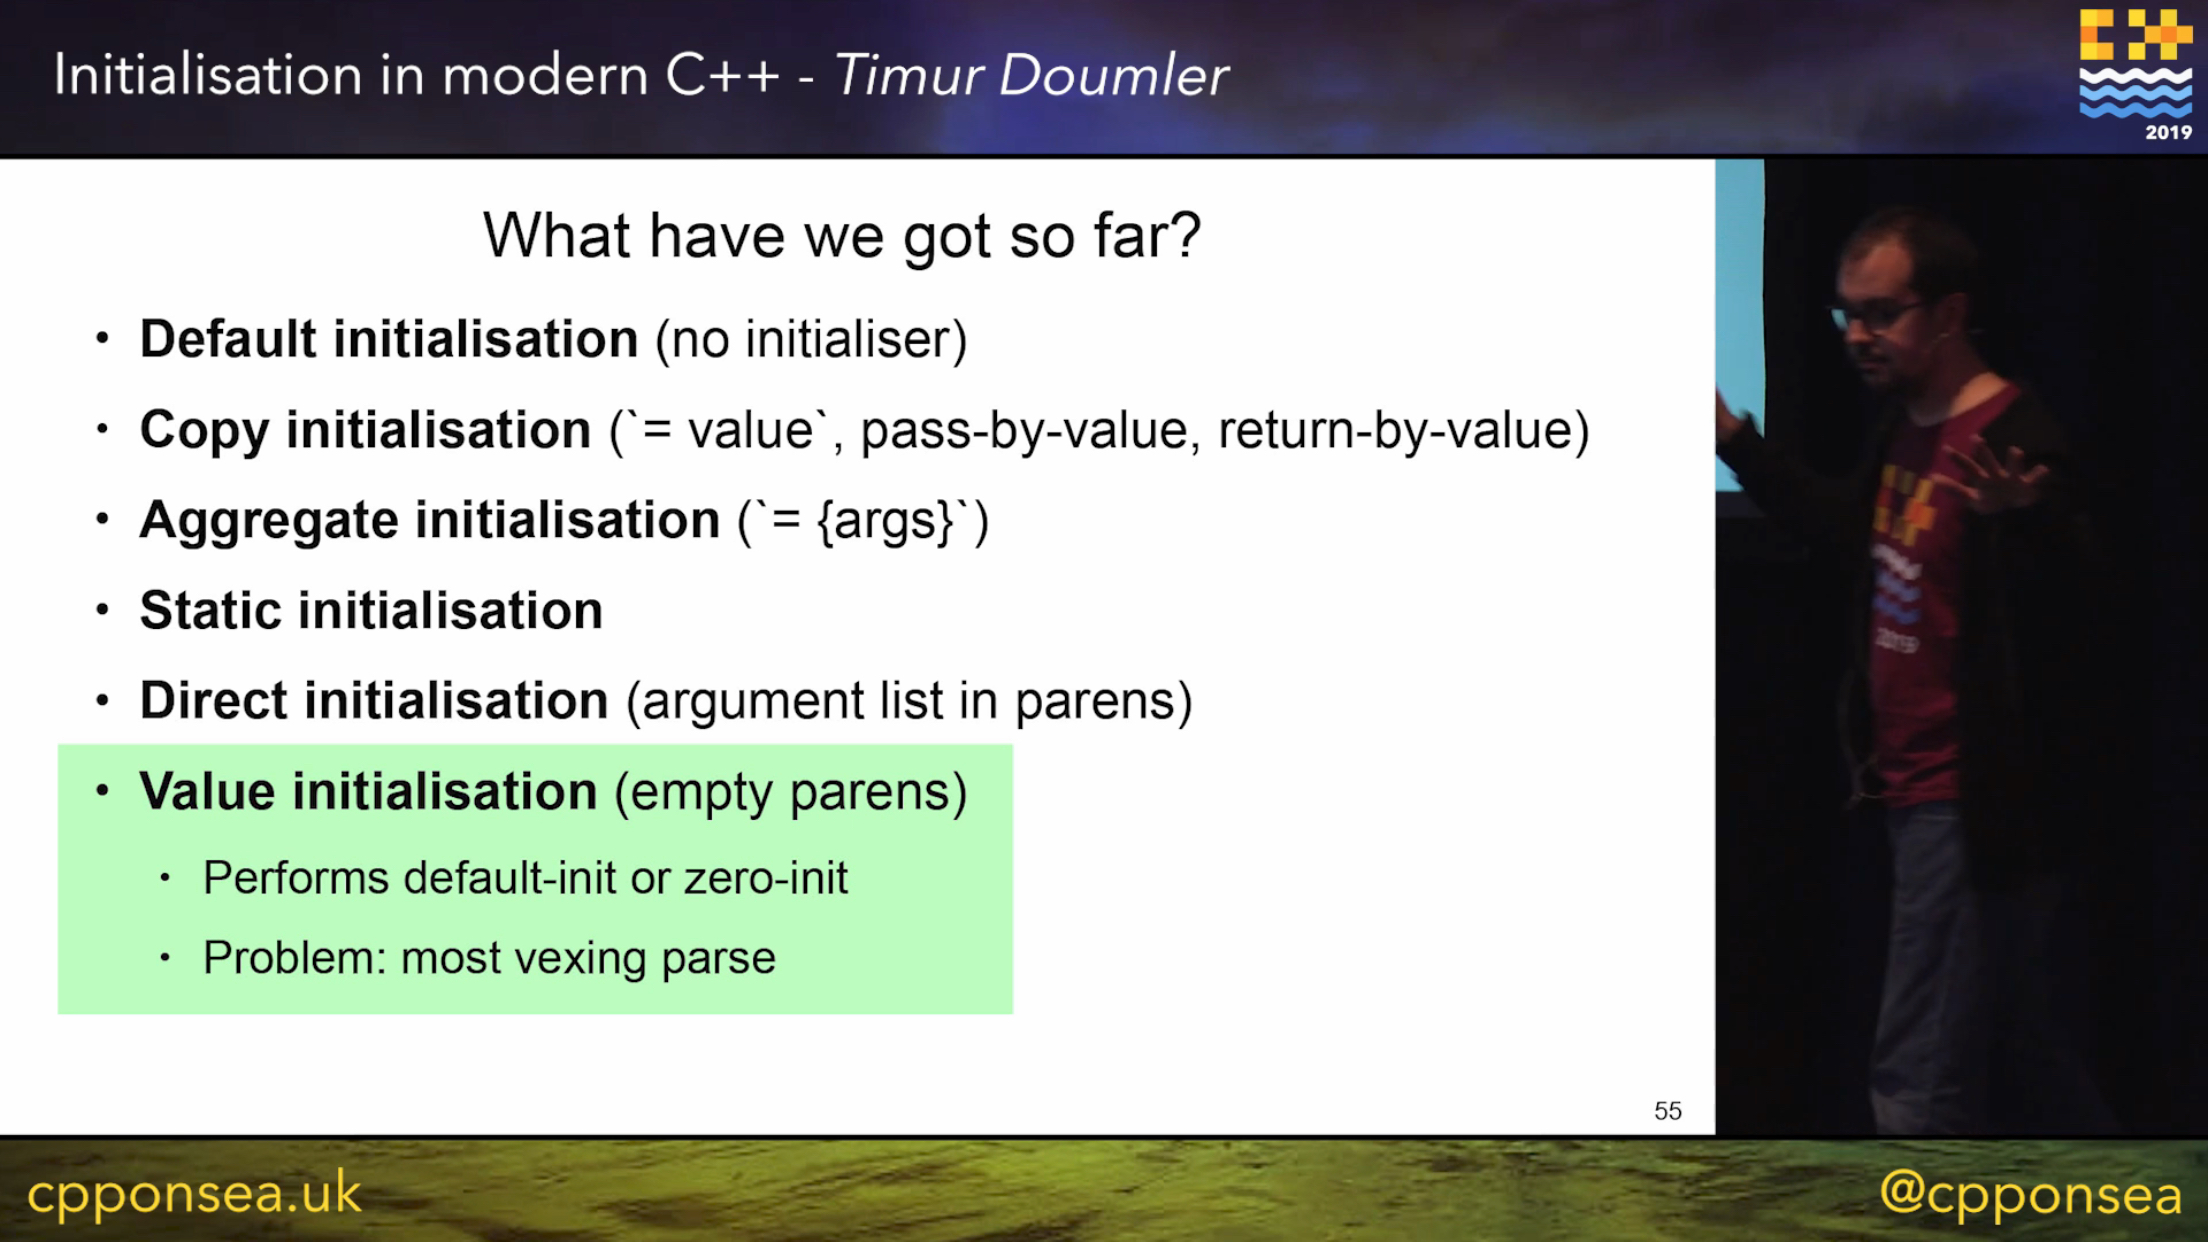 Initialisation in modern C++ - Timur Doumler
2019
What have we got so far?
• Default initialisation (no initialiser)
• Copy initialisation (`= value`, pass-by-value, return-by-value)
• Aggregate initialisation (`= {args}`)
• Static initialisation
• Direct initialisation (argument list in parens)
• Value initialisation (empty parens)
• Performs default-init or zero-init
• Problem: most vexing parse
2019
55
cpponsea.uk
@cpponsea